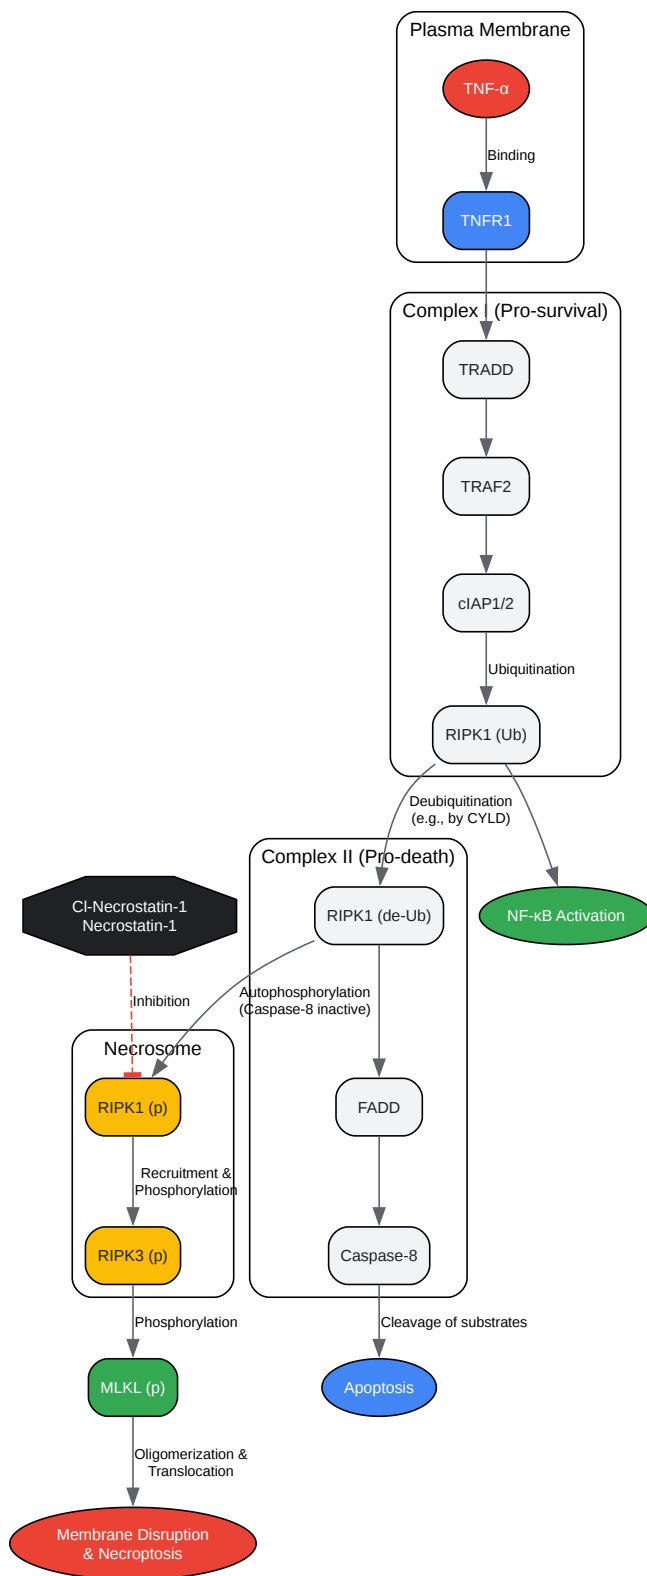 Plasma Membrane
TNF-α
Binding
TNFR1
Complex I (Pro-survival)
TRADD
TRAF2
cIAP1/2
Ubiquitination
RIPK1 (Ub)
Deubiquitination
(e.g., by CYLD)
Complex II (Pro-death)
Cl-Necrostatin-1
Necrostatin-1
RIPK1 (de-Ub)
NF-κB Activation
Inhibition
Autophosphorylation
(Caspase-8 inactive)
Necrosome
RIPK1 (p)
FADD
Recruitment &
Phosphorylation
RIPK3 (p)
Caspase-8
Phosphorylation
Cleavage of substrates
MLKL (p)
Apoptosis
Oligomerization &
Translocation
Membrane Disruption
& Necroptosis